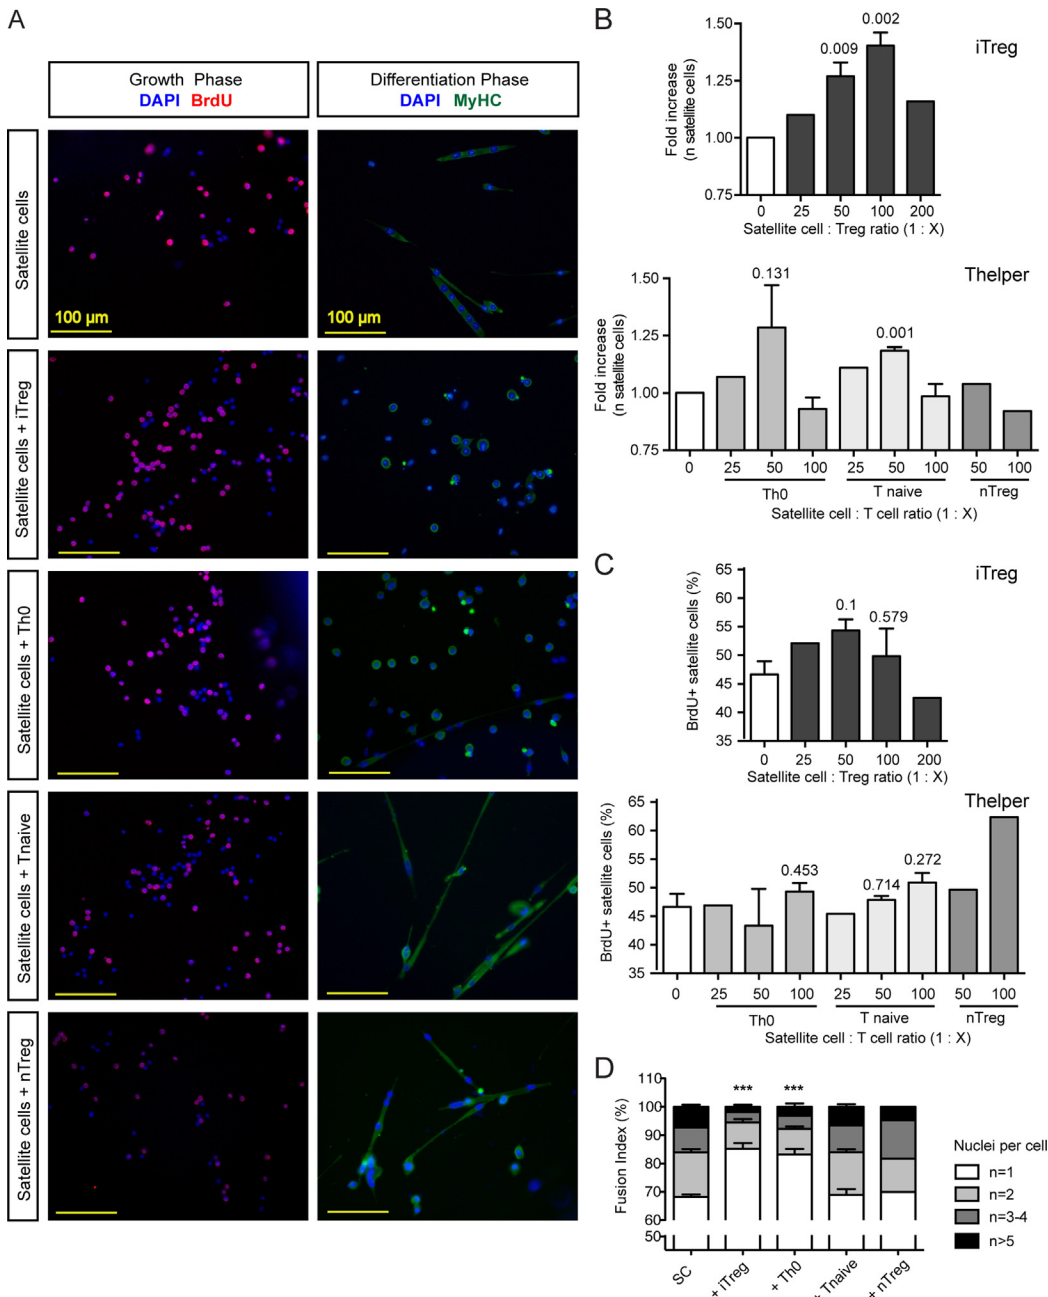 A
Growth Phase
DAPI BrdU
Differentiation Phase
DAPI MyHC
Satellite cells
100 µm
100 µm
Satellite cells + iTreg
Satellite cells + Th0
Satellite cells + Tnaive
Satellite cells + nTreg
B
iTreg
Fold increase
(n satellite cells)
1.50
1.25
1.00
0.75
0.009
0.002
0 25 50 100 200
Satellite cell : Treg ratio (1 : X)
Thelper
Fold increase
(n satellite cells)
1.50
1.25
1.00
0.75
0.131
0.001
0 25 50 100 25 50 100 50 100
Th0 T naive nTreg
Satellite cell : T cell ratio (1 : X)
C
iTreg
BrdU+ satellite cells (%)
65
60
55
50
45
40
35
0.1
0.579
0 25 50 100 200
Satellite cell : Treg ratio (1 : X)
Thelper
BrdU+ satellite cells (%)
65
60
55
50
45
40
35
0.453
0.714
0.272
0 25 50 100 25 50 100 50 100
Th0 T naive nTreg
Satellite cell : T cell ratio (1 : X)
D
Fusion Index (%)
110
100
90
80
70
60
50
*** ***
SC + iTreg + Th0 + Tnaive + nTreg
Nuclei per cell
n=1
n=2
n=3-4
n>5